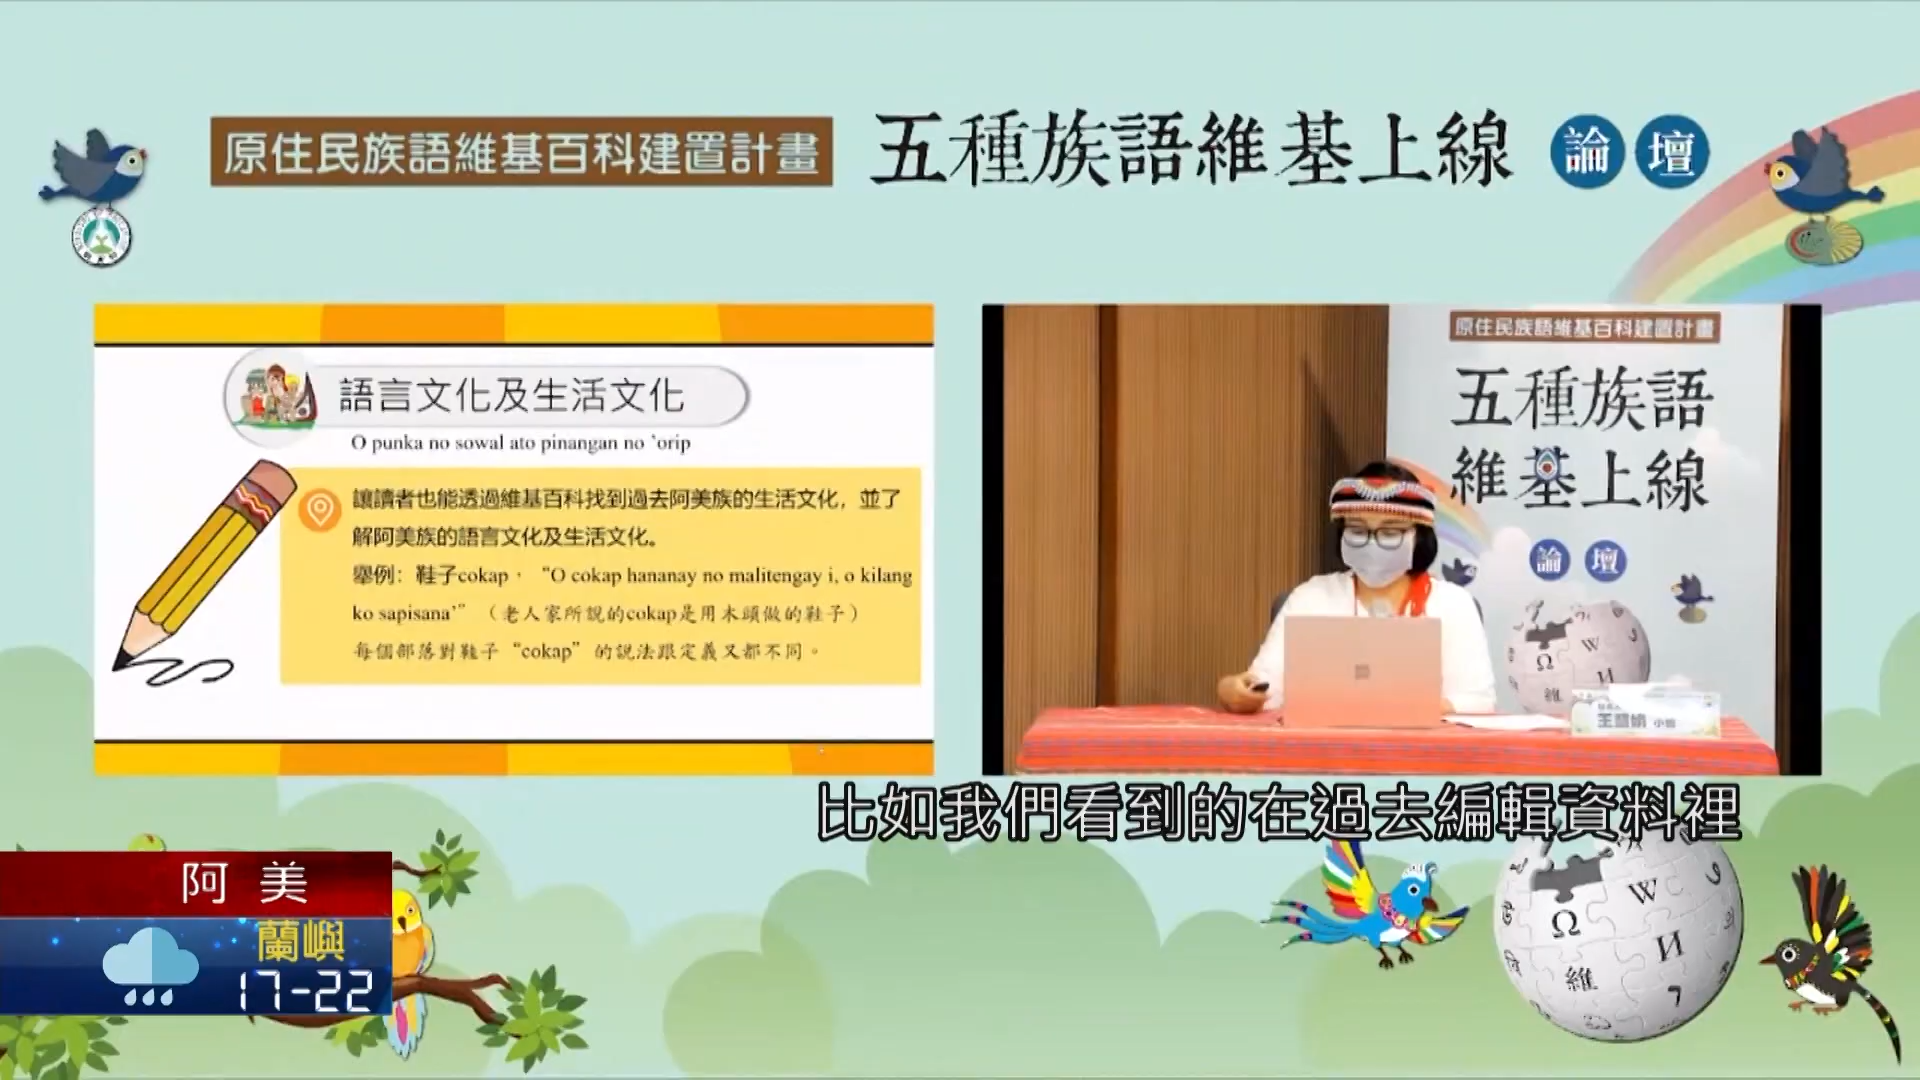 原住民族語維基百科建置計畫
五種族語維基上線 論壇
語言文化及生活文化
O punka no sowal ato pinangan no 'orip
讓讀者也能透過維基百科找到過去阿美族的生活文化，並了
解阿美族的語言文化及生活文化。
舉例：鞋子cokap，“O cokap hananay no malitengay i, o kilang
ko sapisana'”（老人家所說的cokap是用木頭做的鞋子）
每個部落對鞋子“cokap”的說法跟定義又都不同。
原住民族語維基百科建置計畫
五種族語
維基上線
論壇
Ω W И
維
王慧娟 小姐
比如我們看到的在過去編輯資料裡
阿美
蘭嶼
17-22
Ω W И
維